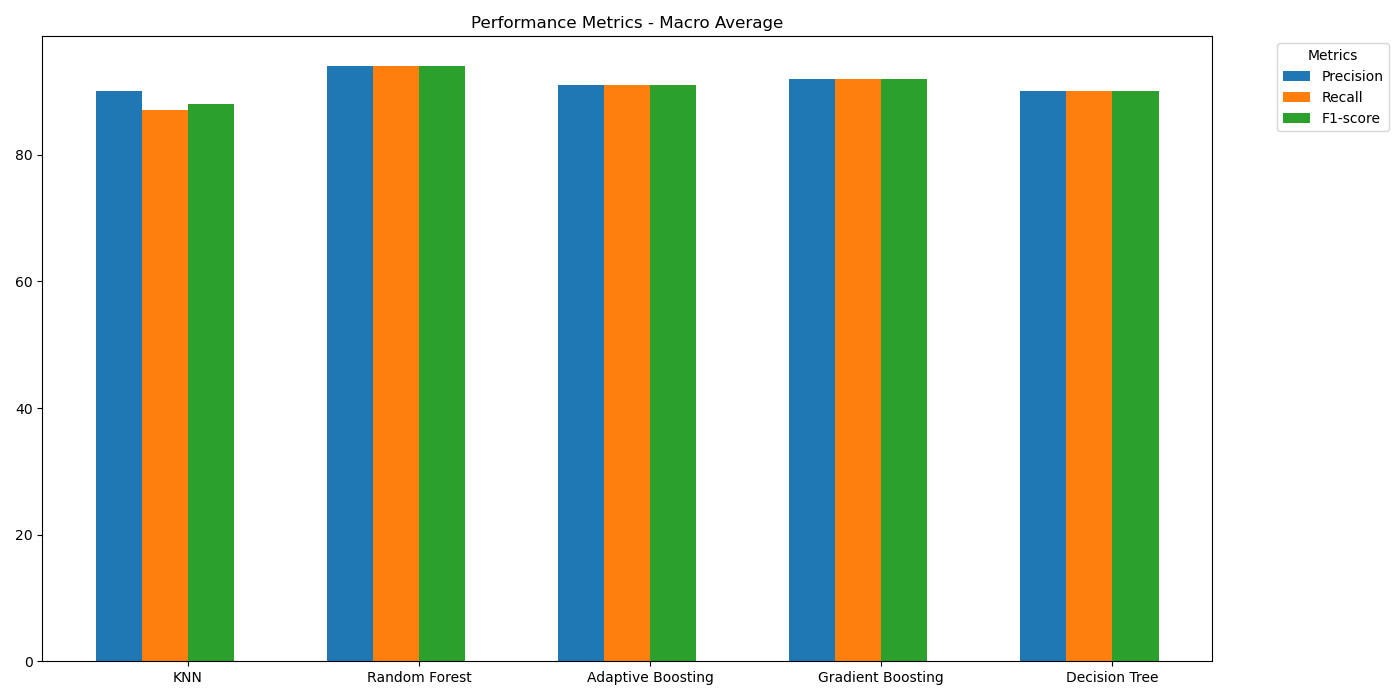 Performance Metrics - Macro Average
Metrics
Precision
Recall
F1-score
80
60
40
20
0
KNN
Random Forest
Adaptive Boosting
Gradient Boosting
Decision Tree